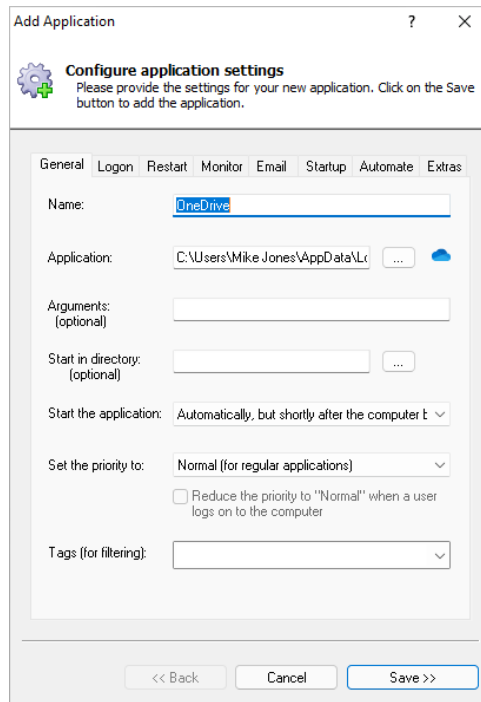 Add Application
?
Configure application settings
Please provide the settings for your new application. Click on the Save
button to add the application.
General Logon Restart Monitor Email Startup Automate Extras
Name: OneDrive
Application: C:\Users\Mike Jones\AppData\Lo ...
Arguments:
(optional)
Start in directory: ...
(optional)
Start the application: Automatically, but shortly after the computer b
Set the priority to: Normal (for regular applications)
Reduce the priority to "Normal" when a user
logs on to the computer
Tags (for filtering):
<< Back Cancel Save >>